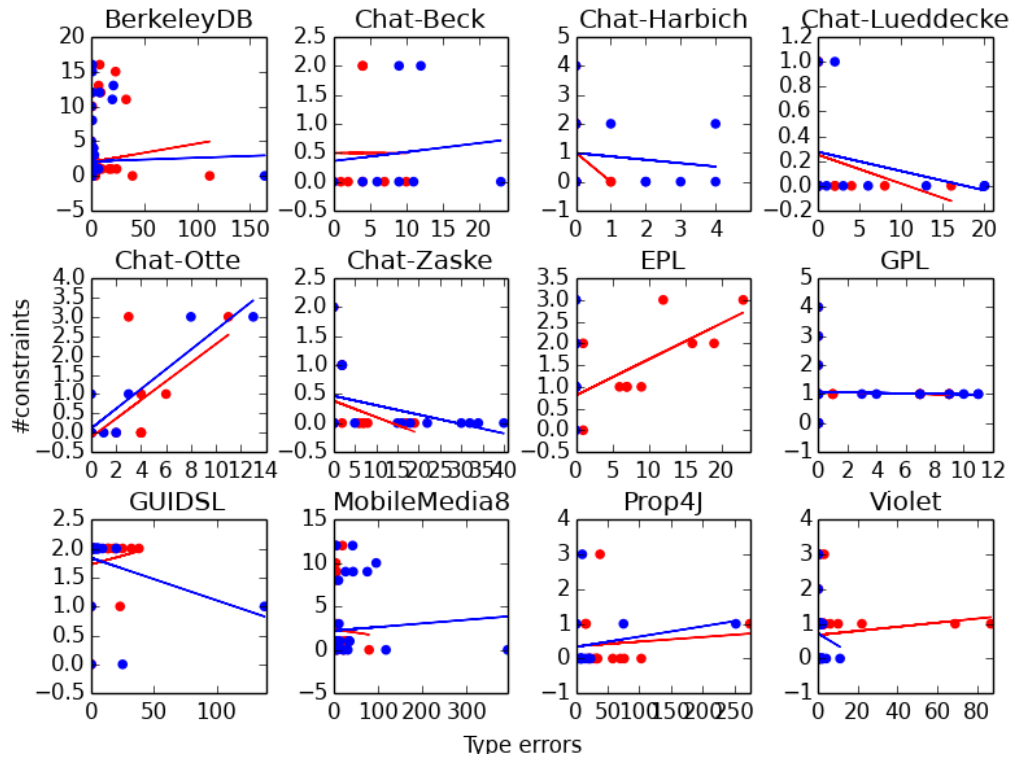 BerkeleyDB Chat-Beck Chat-Harbich Chat-Lueddecke
20 15 10 5 0 −5
0 50 100 150
2.5 2.0 1.5 1.0 0.5 0.0 −0.5
0 5 10 15 20
5 4 3 2 1 0 −1
0 1 2 3 4
1.2 1.0 0.8 0.6 0.4 0.2 0.0 −0.2
0 5 10 15 20
Chat-Otte Chat-Zaske EPL GPL
4.0 3.5 3.0 2.5 2.0 1.5 1.0 0.5 0.0 −0.5
0 2 4 6 8 10 12 14
2.5 2.0 1.5 1.0 0.5 0.0 −0.5
0 5 10 15 20 25 30 35 40
3.5 3.0 2.5 2.0 1.5 1.0 0.5 0.0 −0.5
0 5 10 15 20
5 4 3 2 1 0 −1
0 2 4 6 8 10 12
#constraints
GUIDSL MobileMedia8 Prop4J Violet
2.5 2.0 1.5 1.0 0.5 0.0 −0.5
0 50 100
15 10 5 0 −5
0 100 200 300
4 3 2 1 0 −1
0 50 100 150 200 250
4 3 2 1 0 −1
0 20 40 60 80
Type errors